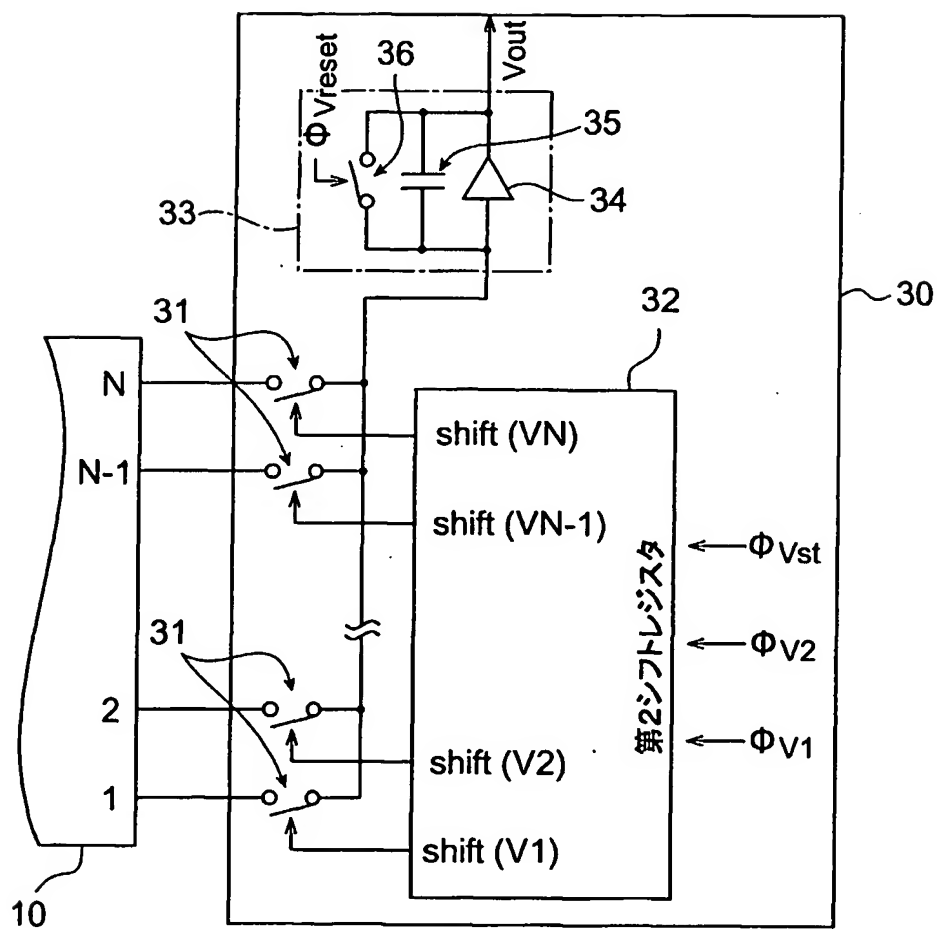 Vout
ΦVreset
36
35
34
33
30
31
32
N
shift (VN)
N-1
shift (VN-1)
第2シフトレジスタ
ΦVst
31
ΦV2
2
shift (V2)
ΦV1
1
shift (V1)
10